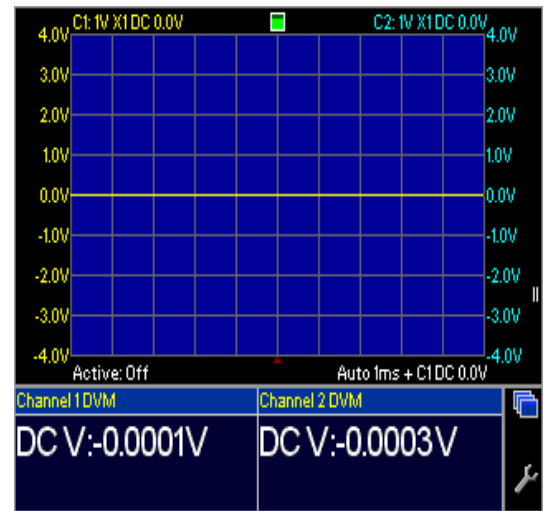 C1: 1V X1 DC 0.0V C2: 1V X1 DC 0.0V
4.0V 4.0V
3.0V 3.0V
2.0V 2.0V
1.0V 1.0V
0.0V 0.0V
-1.0V -1.0V
-2.0V -2.0V
-3.0V -3.0V
-4.0V -4.0V
Active: Off Auto 1ms + C1 DC 0.0V
Channel 1 DVM Channel 2 DVM
DC V:-0.0001V DC V:-0.0003V